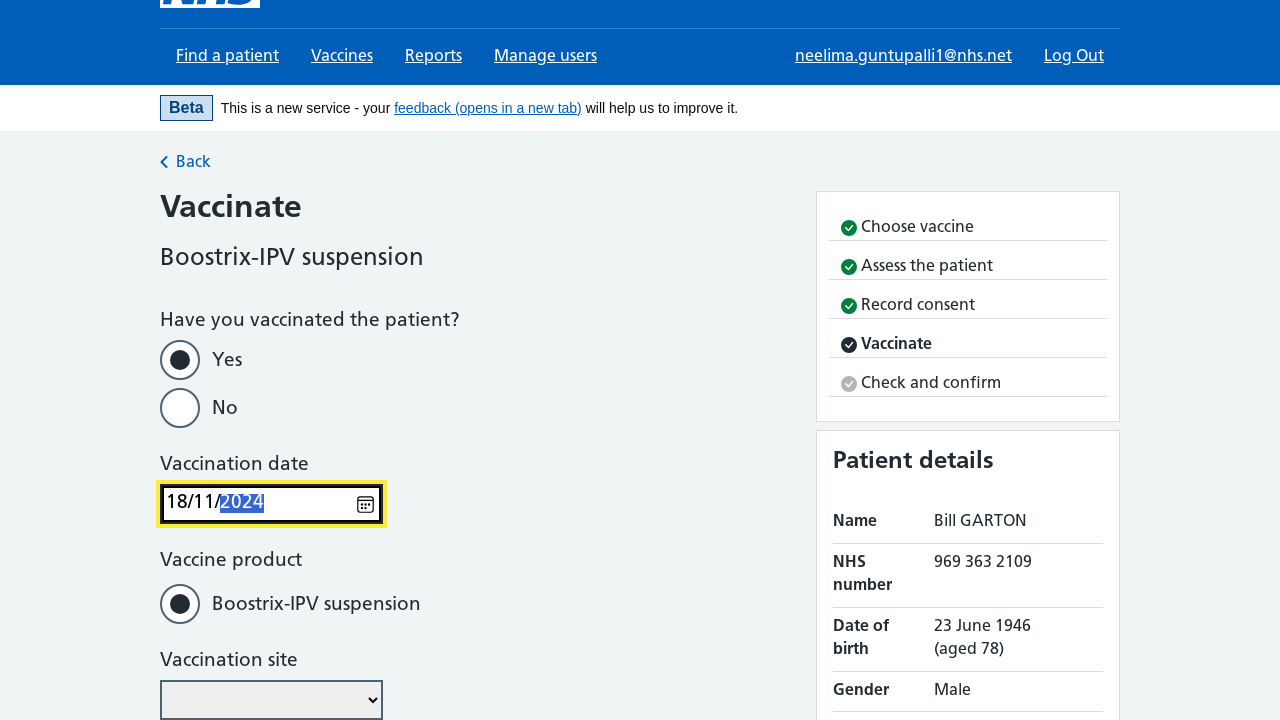 NHS
Find a patient
Vaccines
Reports
Manage users
neelima.guntupalli1@nhs.net
Log Out
Beta
This is a new service - your feedback (opens in a new tab) will help us to improve it.
Back
Vaccinate
Boostrix-IPV suspension
Have you vaccinated the patient?
Yes
No
Vaccination date
18/11/2024
Vaccine product
Boostrix-IPV suspension
Vaccination site
Choose vaccine
Assess the patient
Record consent
Vaccinate
Check and confirm
Patient details
Name Bill GARTON
NHS number 969 363 2109
Date of birth 23 June 1946 (aged 78)
Gender Male